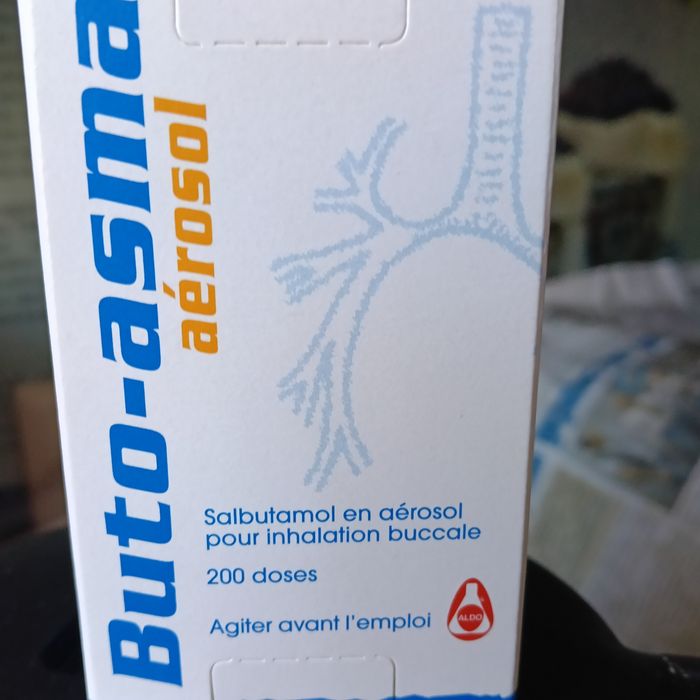 Buto-asma
aérosol
Salbutamol en aérosol
pour inhalation buccale
200 doses
Agiter avant l'emploi
ALDO